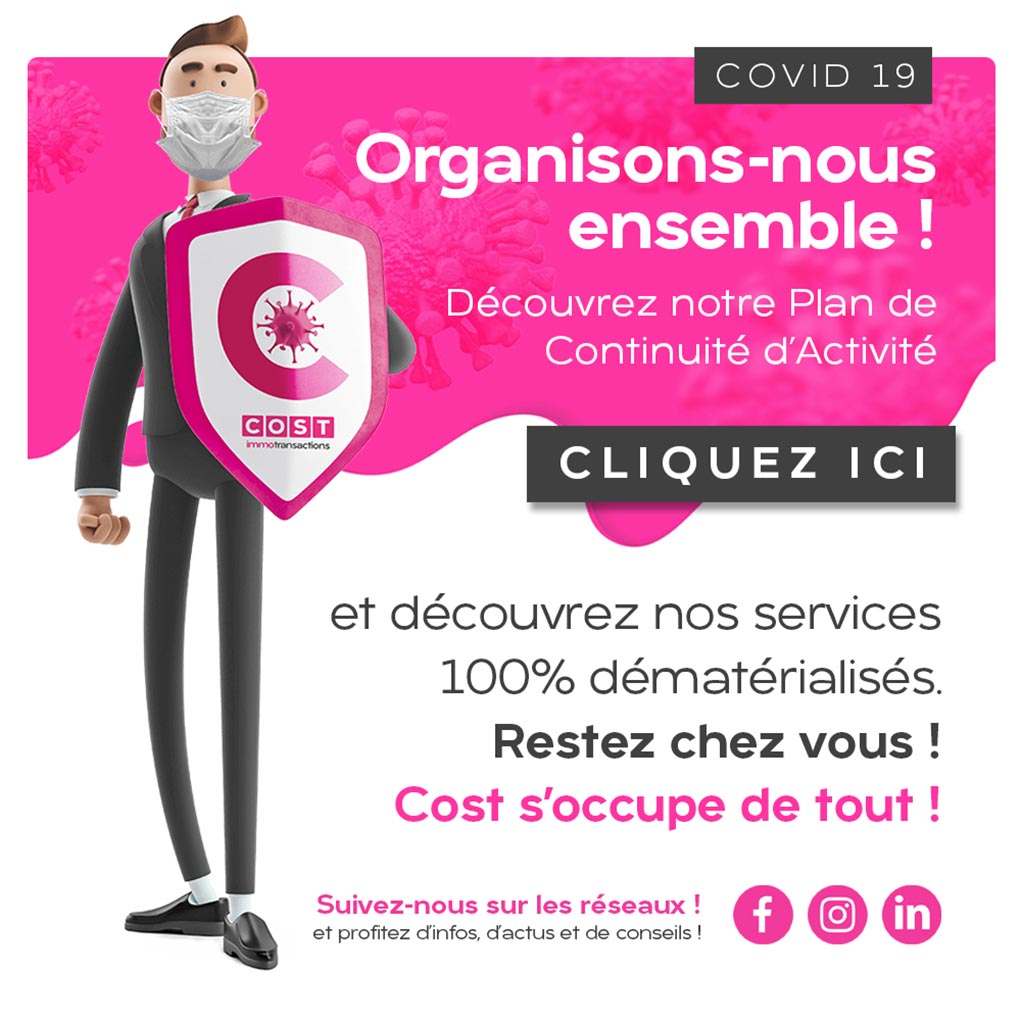 COVID 19
Organisons-nous
ensemble !
Découvrez notre Plan de
Continuité d'Activité
C
COST
immotransactions
CLIQUEZ ICI
et découvrez nos services
100% dématérialisés.
Restez chez vous !
Cost s'occupe de tout !
Suivez-nous sur les réseaux !
et profitez d'infos, d'actus et de conseils !
f
in